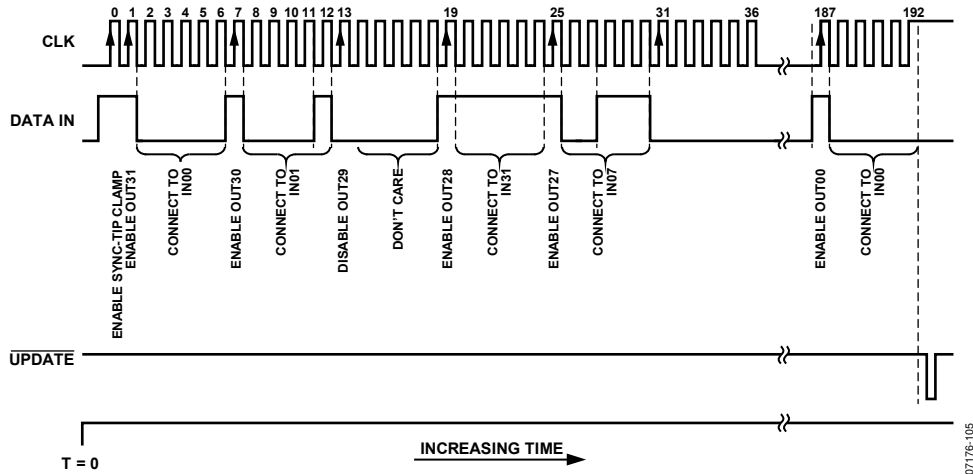 0 1 2 3 4 5 6 7 8 9 10 11 12 13 19 25 31 36 187 192
CLK
DATA IN
ENABLE SYNC-TIP CLAMP
ENABLE OUT31
CONNECT TO
IN00
ENABLE OUT30
CONNECT TO
IN01
DISABLE OUT29
DON'T CARE
ENABLE OUT28
CONNECT TO
IN31
ENABLE OUT27
CONNECT TO
IN07
ENABLE OUT00
CONNECT TO
IN00
UPDATE
T = 0
INCREASING TIME
07176-105